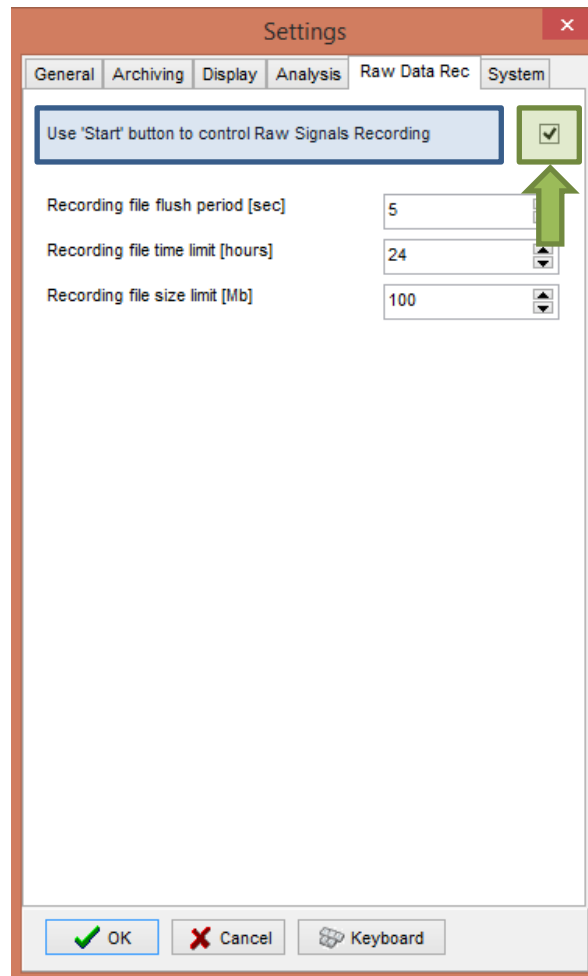 Settings
×
General Archiving Display Analysis Raw Data Rec System
Use 'Start' button to control Raw Signals Recording
Recording file flush period [sec] 5
Recording file time limit [hours] 24
Recording file size limit [Mb] 100
OK Cancel Keyboard